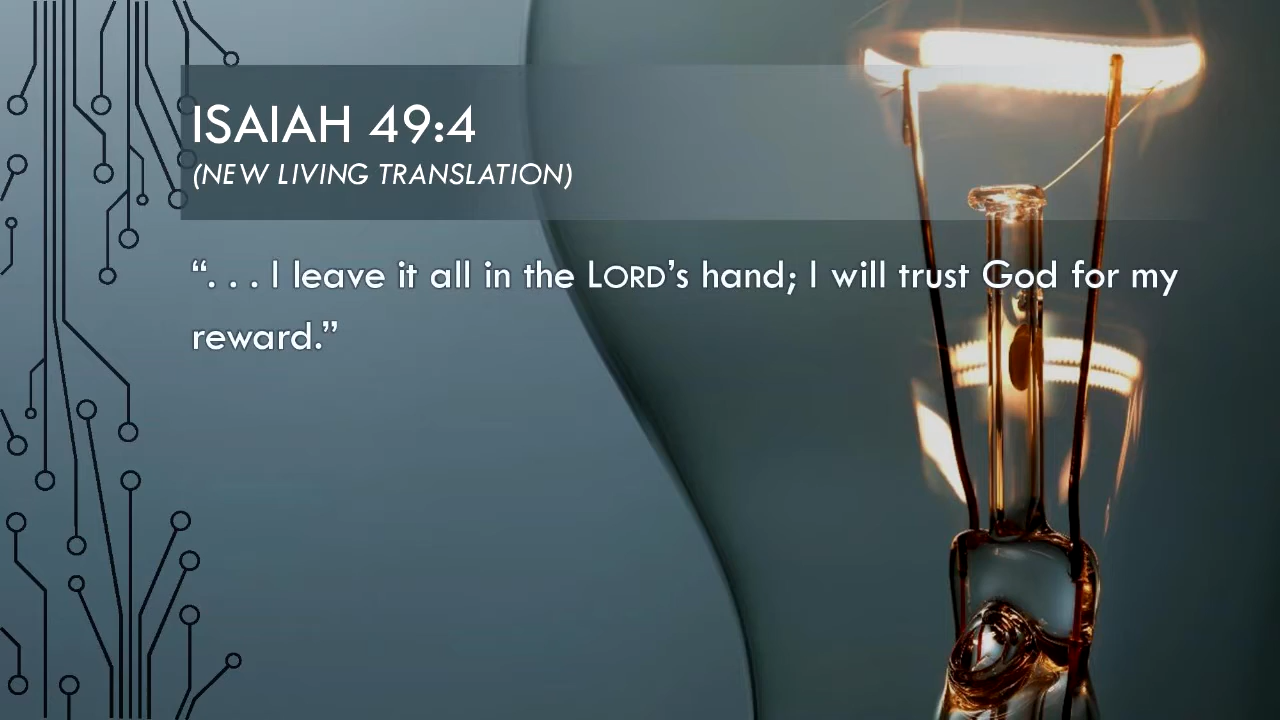 ISAIAH 49:4
(NEW LIVING TRANSLATION)
“. . . I leave it all in the LORD’s hand; I will trust God for my
reward.”